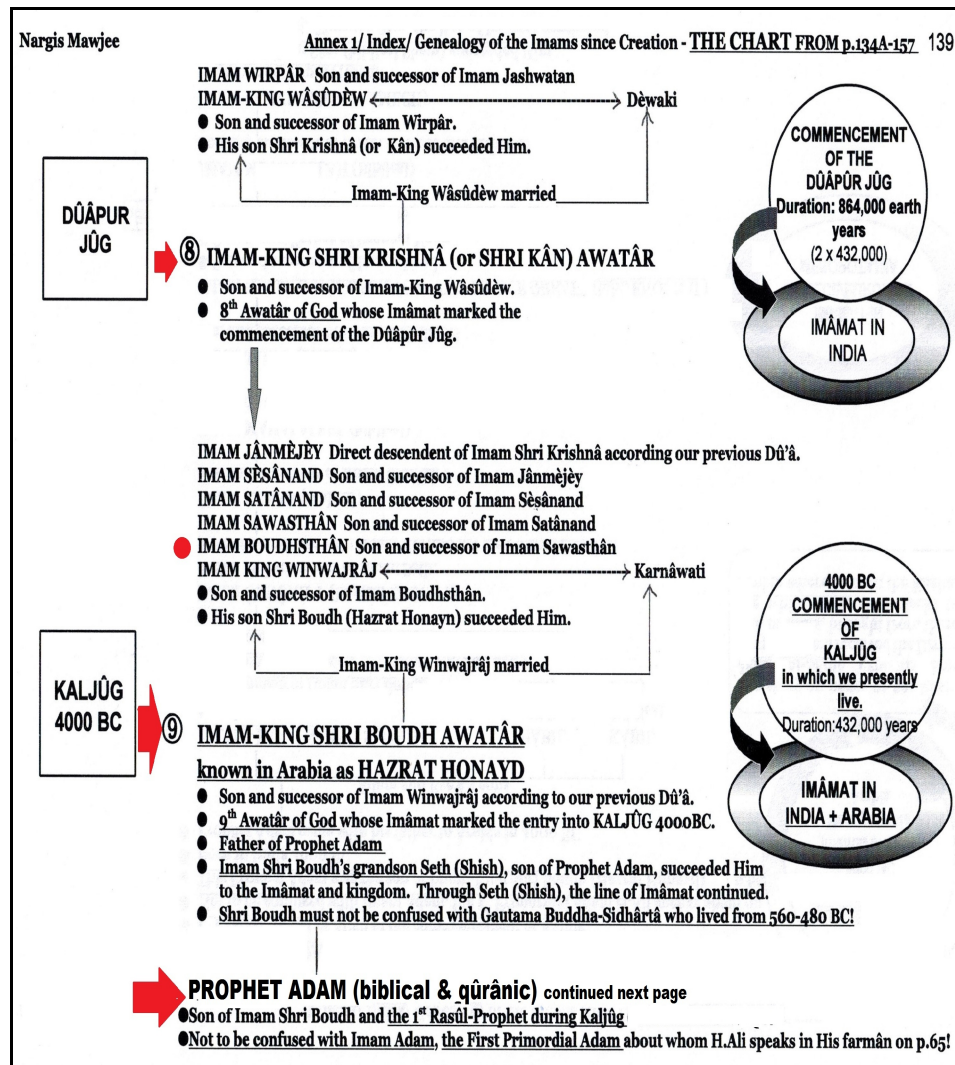 Nargis Mawjee
Annex 1/ Index/ Genealogy of the Imams since Creation - THE CHART FROM p.134A-157 139
IMAM WIRPÂR Son and successor of Imam Jashwatan
IMAM-KING WÂSÛDÈW Dèwaki
● Son and successor of Imam Wirpâr.
● His son Shri Krishnâ (or Kân) succeeded Him.
Imam-King Wâsûdèw married
DÛÂPUR
JÛG
COMMENCEMENT
OF THE
DÛÂPÛR JÛG
Duration: 864,000 earth
years
(2 x 432,000)
IMÂMAT IN
INDIA
⑧ IMAM-KING SHRI KRISHNÂ (or SHRI KÂN) AWATÂR
● Son and successor of Imam-King Wâsûdèw.
● 8th Awatâr of God whose Imâmat marked the
commencement of the Dûâpûr Jûg.
IMAM JÂNMÈJÈY Direct descendent of Imam Shri Krishnâ according our previous Dû'â.
IMAM SÈSÂNAND Son and successor of Imam Jânmèjèy
IMAM SATÂNAND Son and successor of Imam Sèsânand
IMAM SAWASTHÂN Son and successor of Imam Satânand
IMAM BOUDHSTHÂN Son and successor of Imam Sawasthân
IMAM KING WINWAJRÂJ Karnâwati
● Son and successor of Imam Boudhsthân.
● His son Shri Boudh (Hazrat Honayn) succeeded Him.
Imam-King Winwajrâj married
KALJÛG
4000 BC
4000 BC
COMMENCEMENT
OF
KALJÛG
in which we presently
live.
Duration:432,000 years
IMÂMAT IN
INDIA + ARABIA
⑨ IMAM-KING SHRI BOUDH AWATÂR
known in Arabia as HAZRAT HONAYD
● Son and successor of Imam Winwajrâj according to our previous Dû'â.
● 9th Awatâr of God whose Imâmat marked the entry into KALJÛG 4000BC.
● Father of Prophet Adam
● Imam Shri Boudh's grandson Seth (Shish), son of Prophet Adam, succeeded Him
to the Imâmat and kingdom. Through Seth (Shish), the line of Imâmat continued.
● Shri Boudh must not be confused with Gautama Buddha-Sidhârtâ who lived from 560-480 BC!
PROPHET ADAM (biblical & qûrânic) continued next page
●Son of Imam Shri Boudh and the 1st Rasûl-Prophet during Kaljûg
●Not to be confused with Imam Adam, the First Primordial Adam about whom H.Ali speaks in His farmân on p.65!